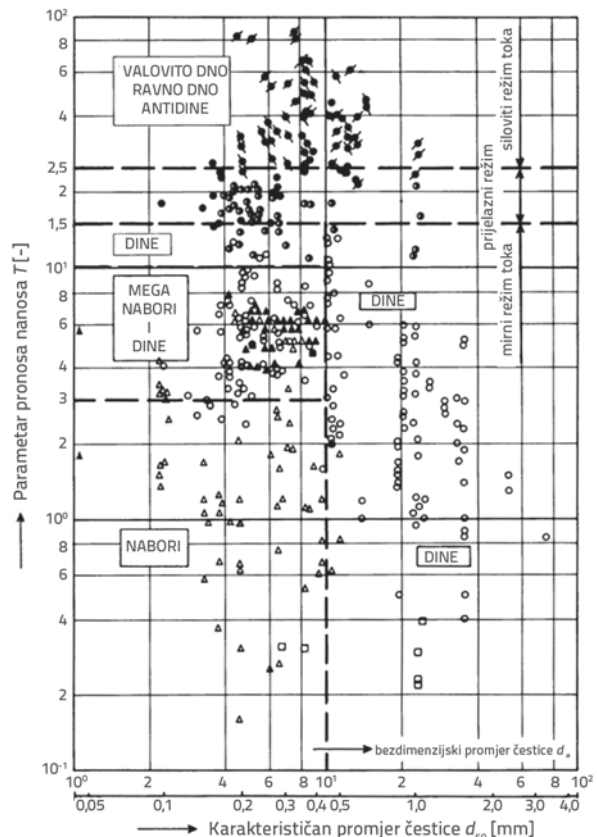 10²
8
6
4
2,5
2
1,5
10¹
8
6
4
3
2
10⁰
8
6
4
2
10⁻¹
Parametar pronosa nanosa T [-]
VALOVITO DNO
RAVNO DNO
ANTIDINE
DINE
MEGA
NABORI
I
DINE
NABORI
DINE
DINE
siloviti režim toka
prijelazni režim
mirni režim toka
bezdimenzijski promjer čestice d*
10⁰ 2 4 6 8 10¹ 2 4 6 8 10²
0,05 0,1 0,2 0,3 0,4 0,5 1,0 2,0 3,0 4,0
Karakterističan promjer čestice d₅₀ [mm]